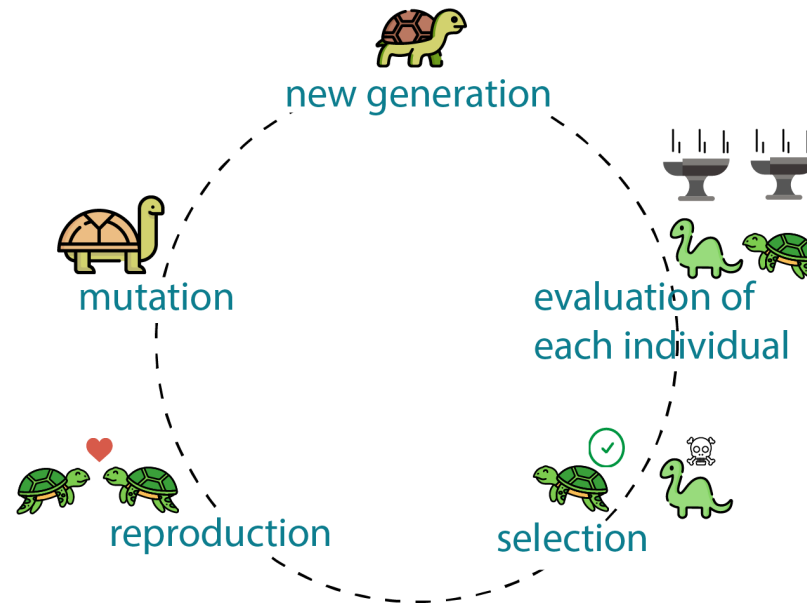 new generation
evaluation of
each individual
selection
reproduction
mutation